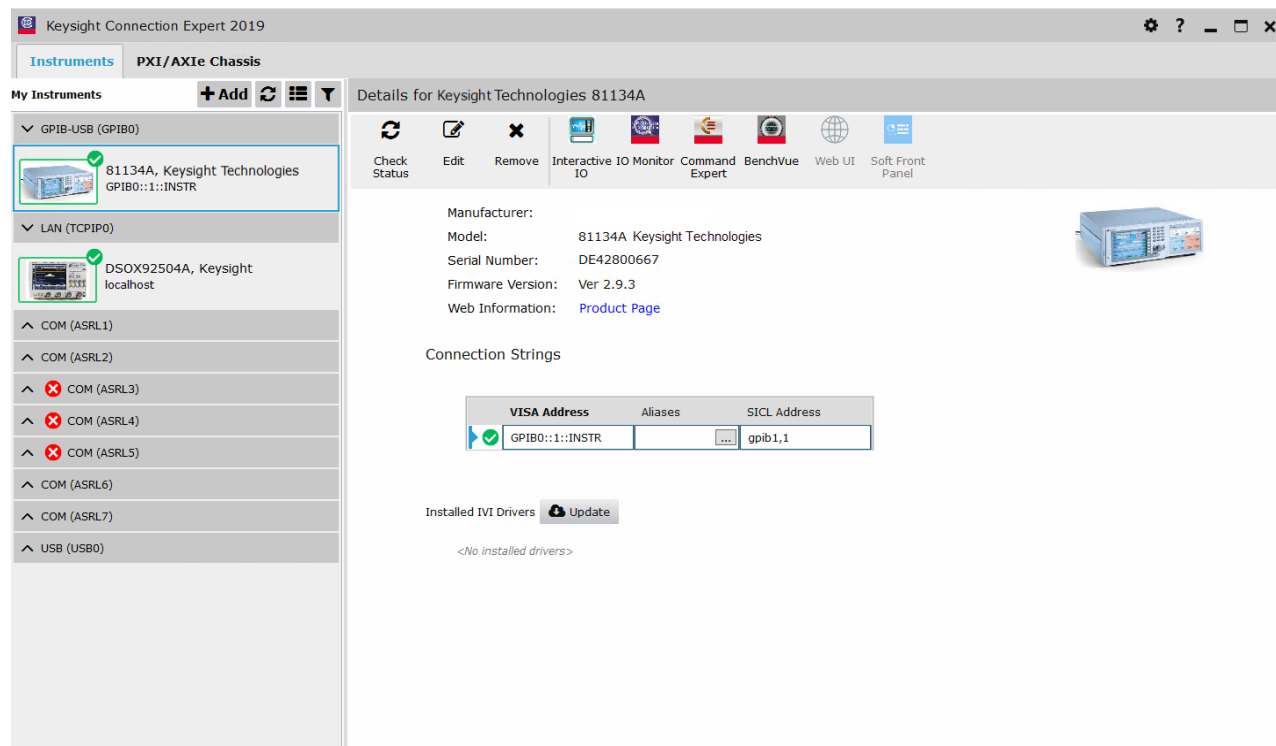 Keysight Connection Expert 2019
Instruments PXI/AXIe Chassis
My Instruments Add
GPIB-USB (GPIB0)
81134A, Keysight Technologies
GPIB0::1::INSTR
LAN (TCPIP0)
DSOX92504A, Keysight
localhost
COM (ASRL1)
COM (ASRL2)
COM (ASRL3)
COM (ASRL4)
COM (ASRL5)
COM (ASRL6)
COM (ASRL7)
USB (USB0)
Details for Keysight Technologies 81134A
Check Status
Edit
Remove
Interactive IO
IO Monitor
Command Expert
BenchVue
Web UI
Soft Front Panel
Manufacturer:
Model: 81134A Keysight Technologies
Serial Number: DE42800667
Firmware Version: Ver 2.9.3
Web Information: Product Page
Connection Strings
VISA Address Aliases SICL Address
GPIB0::1::INSTR ... gpib1,1
Installed IVI Drivers Update
<No installed drivers>